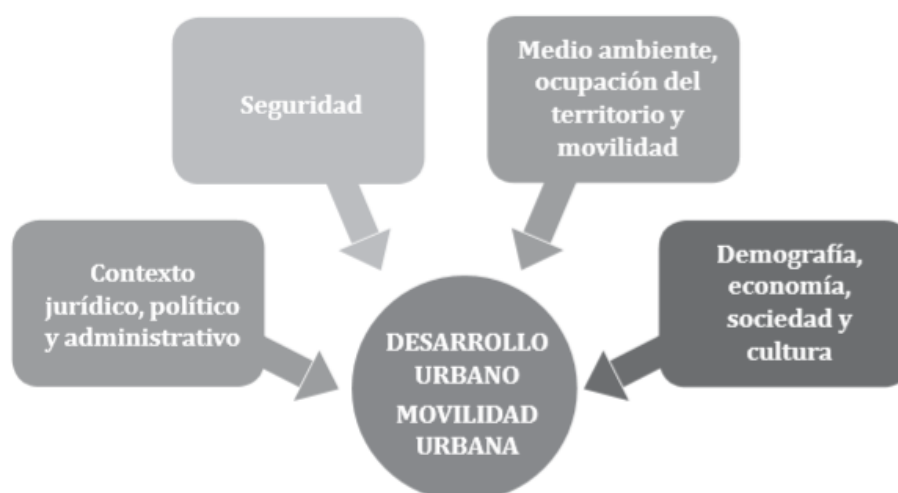 Seguridad
Medio ambiente,
ocupación del
territorio y
movilidad
Contexto
jurídico, político
y administrativo
Demografía,
economía,
sociedad y
cultura
DESARROLLO
URBANO
MOVILIDAD
URBANA